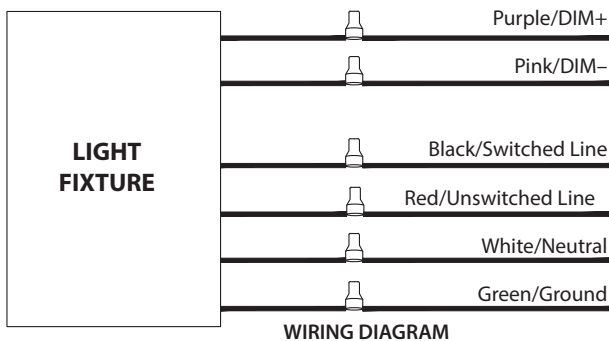 Purple/DIM+
Pink/DIM–
LIGHT
FIXTURE
Black/Switched Line
Red/Unswitched Line
White/Neutral
Green/Ground
WIRING DIAGRAM